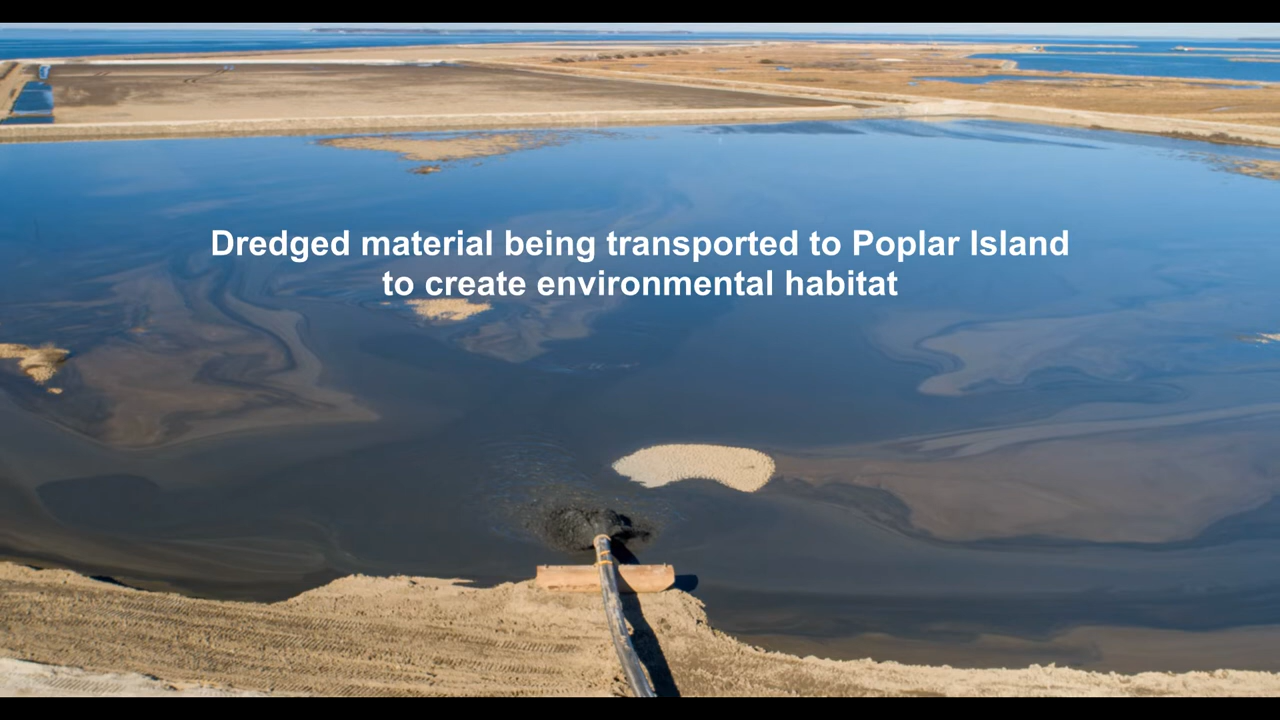 Dredged material being transported to Poplar Island
to create environmental habitat